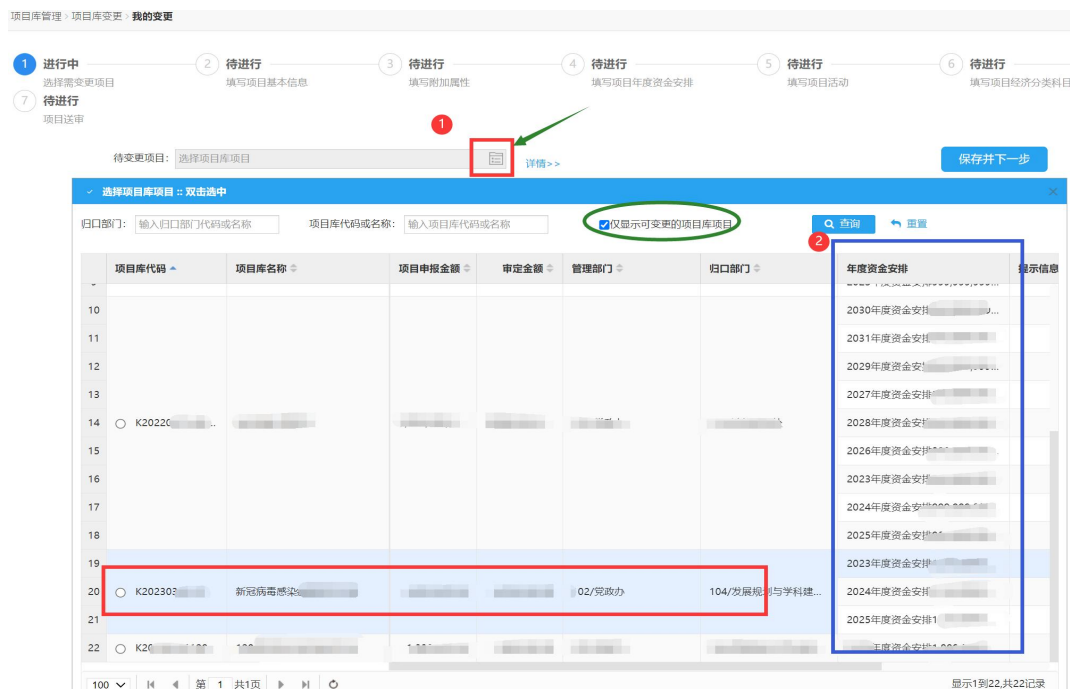 项目库管理 › 项目库变更 › 我的变更
1 进行中 2 待进行 3 待进行 4 待进行 5 待进行 6 待进行
选择需变更项目 填写项目基本信息 填写附加属性 填写项目年度资金安排 填写项目活动 填写项目经济分类科目
7 待进行
项目送审
1
待变更项目: 选择项目库项目 详情>> 保存并下一步
选择项目库项目 :: 双击选中
归口部门: 输入归口部门代码或名称 项目库代码或名称: 输入项目库代码或名称 仅显示可变更的项目库项目 查询 重置
2
项目库代码 项目库名称 项目申报金额 审定金额 管理部门 归口部门 年度资金安排 提示信息
10 2030年度资金安排
11 2031年度资金安排
12 2029年度资金安
13 2027年度资金安排
14 K2022 2028年度资金安
15 2026年度资金安排
16 2023年度资金安
17 2024年度资金安
18 2025年度资金安
19 2023年度资金安排
20 K20230 新冠病毒感染 02/党政办 104/发展规划与学科建... 2024年度资金安
21 2025年度资金安排1
22 K2 年度资金安排
100 第 1 共1页 显示1到22,共22记录